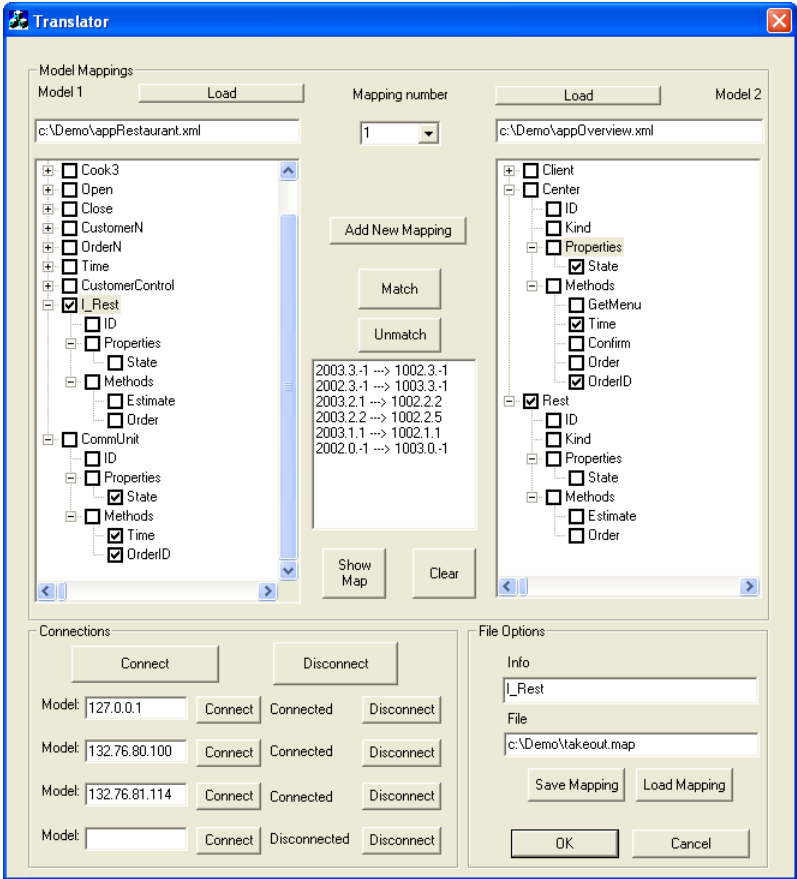 Translator
Model Mappings
Model 1
Load
Mapping number
Load
Model 2
c:\Demo\appRestaurant.xml
1
c:\Demo\appOverview.xml
Cook3
Open
Close
CustomerN
OrderN
Time
CustomerControl
I_Rest
ID
Properties
State
Methods
Estimate
Order
CommUnit
ID
Properties
State
Methods
Time
OrderID
Add New Mapping
Match
Unmatch
2003.3.-1 ---> 1002.3.-1
2002.3.-1 ---> 1003.3.-1
2003.2.1 ---> 1002.2.2
2003.2.2 ---> 1002.2.5
2003.1.1 ---> 1002.1.1
2002.0.-1 ---> 1003.0.-1
Show
Map
Clear
Client
Center
ID
Kind
Properties
State
Methods
GetMenu
Time
Confirm
Order
OrderID
Rest
ID
Kind
Properties
State
Methods
Estimate
Order
Connections
Connect
Disconnect
Model: 127.0.0.1 Connect Connected Disconnect
Model: 132.76.80.100 Connect Connected Disconnect
Model: 132.76.81.114 Connect Connected Disconnect
Model: Connect Disconnected Disconnect
File Options
Info
I_Rest
File
c:\Demo\takeout.map
Save Mapping
Load Mapping
OK
Cancel